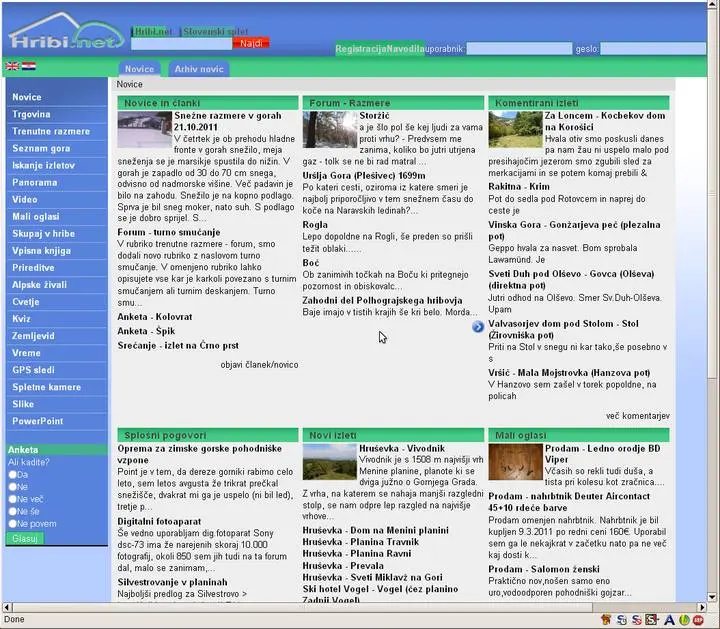 Hribi.net
Hribi.net Slovenski splet
Najdi
Registracija Navodila uporabnik: geslo:
Novice Arhiv novic
Novice
Novice
Trgovina
Trenutne razmere
Seznam gora
Iskanje izletov
Panorama
Video
Mali oglasi
Skupaj v hribe
Vpisna knjiga
Prireditve
Alpske živali
Cvetje
Kviz
Zemljevid
Vreme
GPS sledi
Spletne kamere
Slike
PowerPoint
Anketa
Ali kadite?
Da
Ne
Ne več
Ne še
Ne povem
Glasuj
Novice in članki
Snežne razmere v gorah
21.10.2011
V četrtek je ob prehodu hladne
fronte v gorah snežilo, meja
sneženja se je marsikje spustila do nižin. V
gorah je zapadlo od 30 do 70 cm snega,
odvisno od nadmorske višine. Več padavin je
bilo na zahodu. Snežilo je na kopno podlago.
Sprva je bil sneg moker, nato suh. S podlago
se je dobro sprijel. S...
Forum - turno smučanje
V rubriko trenutne razmere - forum, smo
dodali novo rubriko z naslovom turno
smučanje. V omenjeno rubriko lahko
opisujete vse kar je karkoli povezano s turnim
smučanjem ali turnim deskanjem. Turno
smu...
Anketa - Kolovrat
Anketa - Špik
Srečanje - izlet na Črno prst
objavi članek/novico
Forum - Razmere
Storžič
a je šlo pol še kej ljudi za vama
proti vrhu? - Predvsem me
zanima, koliko bo jutri utrjena
gaz - tolk se ne bi rad matral ...
Uršlja Gora (Plešivec) 1699m
Po kateri cesti, oziroma iz katere smeri je
najbolj priporočljivo v tem snežnem času do
koče na Naravskih ledinah?...
Rogla
Lepo dopoldne na Rogli, še preden so prišli
težit oblaki......
Boč
Ob zanimivih točkah na Boču ki pritegnejo
pozornost in obiskovalc...
Zahodni del Polhograjskega hribovja
Baje imajo v tistih krajih še kri belo. Morda...
Komentirani izleti
Za Loncem - Kocbekov dom
na Korošici
Hvala otiv smo poskusli danes
pa nam žau ni uspelo malo pod
presihajočim jezerom smo zgubili sled za
merkacijami in se potem komaj prebili &
Rakitna - Krim
Pot do sedla pod Rotovcem in naprej do
ceste je
Vinska Gora - Gonžarjeva peč (plezalna
pot)
Geppo hvala za nasvet. Bom sprobala
Lawamünd. Je
Sveti Duh pod Olševo - Govca (Olševa)
(direktna pot)
Jutri odhod na Olševo. Smer Sv.Duh-Olševa.
Upam
Valvasorjev dom pod Stolom - Stol
(Žirovniška pot)
Priti na Stol v snegu ni kar tako,še posebno v
s
Vršič - Mala Mojstrovka (Hanzova pot)
V Hanzovo sem zašel v torek popoldne, na
policah
več komentarjev
Splošni pogovori
Oprema za zimske gorske pohodniške
vzpone
Point je v tem, da dereze gorniki rabimo celo
leto, sem letos avgusta že trikrat prečkal
snežišče, dvakrat mi ga je uspelo (ni bil led),
tretje p...
Digitalni fotoaparat
Še vedno uporabljam dig.fotoparat Sony
dsc-73 ima že narejenih skoraj 10.000
fotografij, okoli 850 sem jih tudi na ta forum
dal, malo se zanimam,...
Silvestrovanje v planinah
Najboljši predlog za Silvestrovo >
Novi izleti
Hruševka - Vivodnik
Vivodnik je s 1508 m najvišji vrh
Menine planine, planote ki se
dviga južno o Gornjega Grada.
Z vrha, na katerem se nahaja manjši razgledni
stolp, se nam odpre lep razgled na najvišje
vrhove...
Hruševka - Dom na Menini planini
Hruševka - Planina Travnik
Hruševka - Planina Ravni
Hruševka - Prevala
Hruševka - Sveti Miklavž na Gori
Ski hotel Vogel - Vogel (čez planino
Zadnji Vogel)
Mali oglasi
Prodam - Ledno orodje BD
Viper
Včasih so rekli tudi duša, a
tista pri kolesu kot zračnica....
Prodam - nahrbtnik Deuter Aircontact
45+10 rdeče barve
Prodam omenjen nahrbtnik. Nahrbtnik je bil
kupljen 9.3.2011 po redni ceni 160€. Uporabil
sem ga le nekajkrat v začetku nato pa ne več
kaj dosti k...
Prodam - Salomon ženski
Praktično nov,nošen samo eno
uro,vodoodporen pohodniški gojzar...
Done